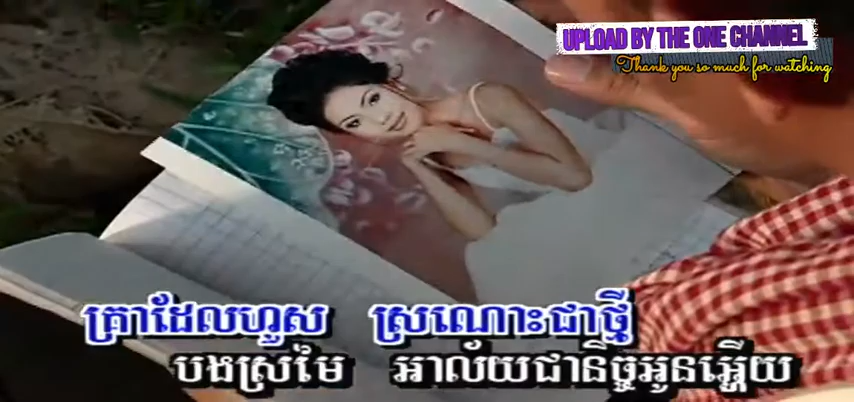 UPLOAD BY THE ONE CHANNEL
Thank you so much for watching
គ្រាដែលហួស ស្រណោះជាថ្មី
បងស្រមៃ អាល័យជានិច្ចអូនអ្ហើយ